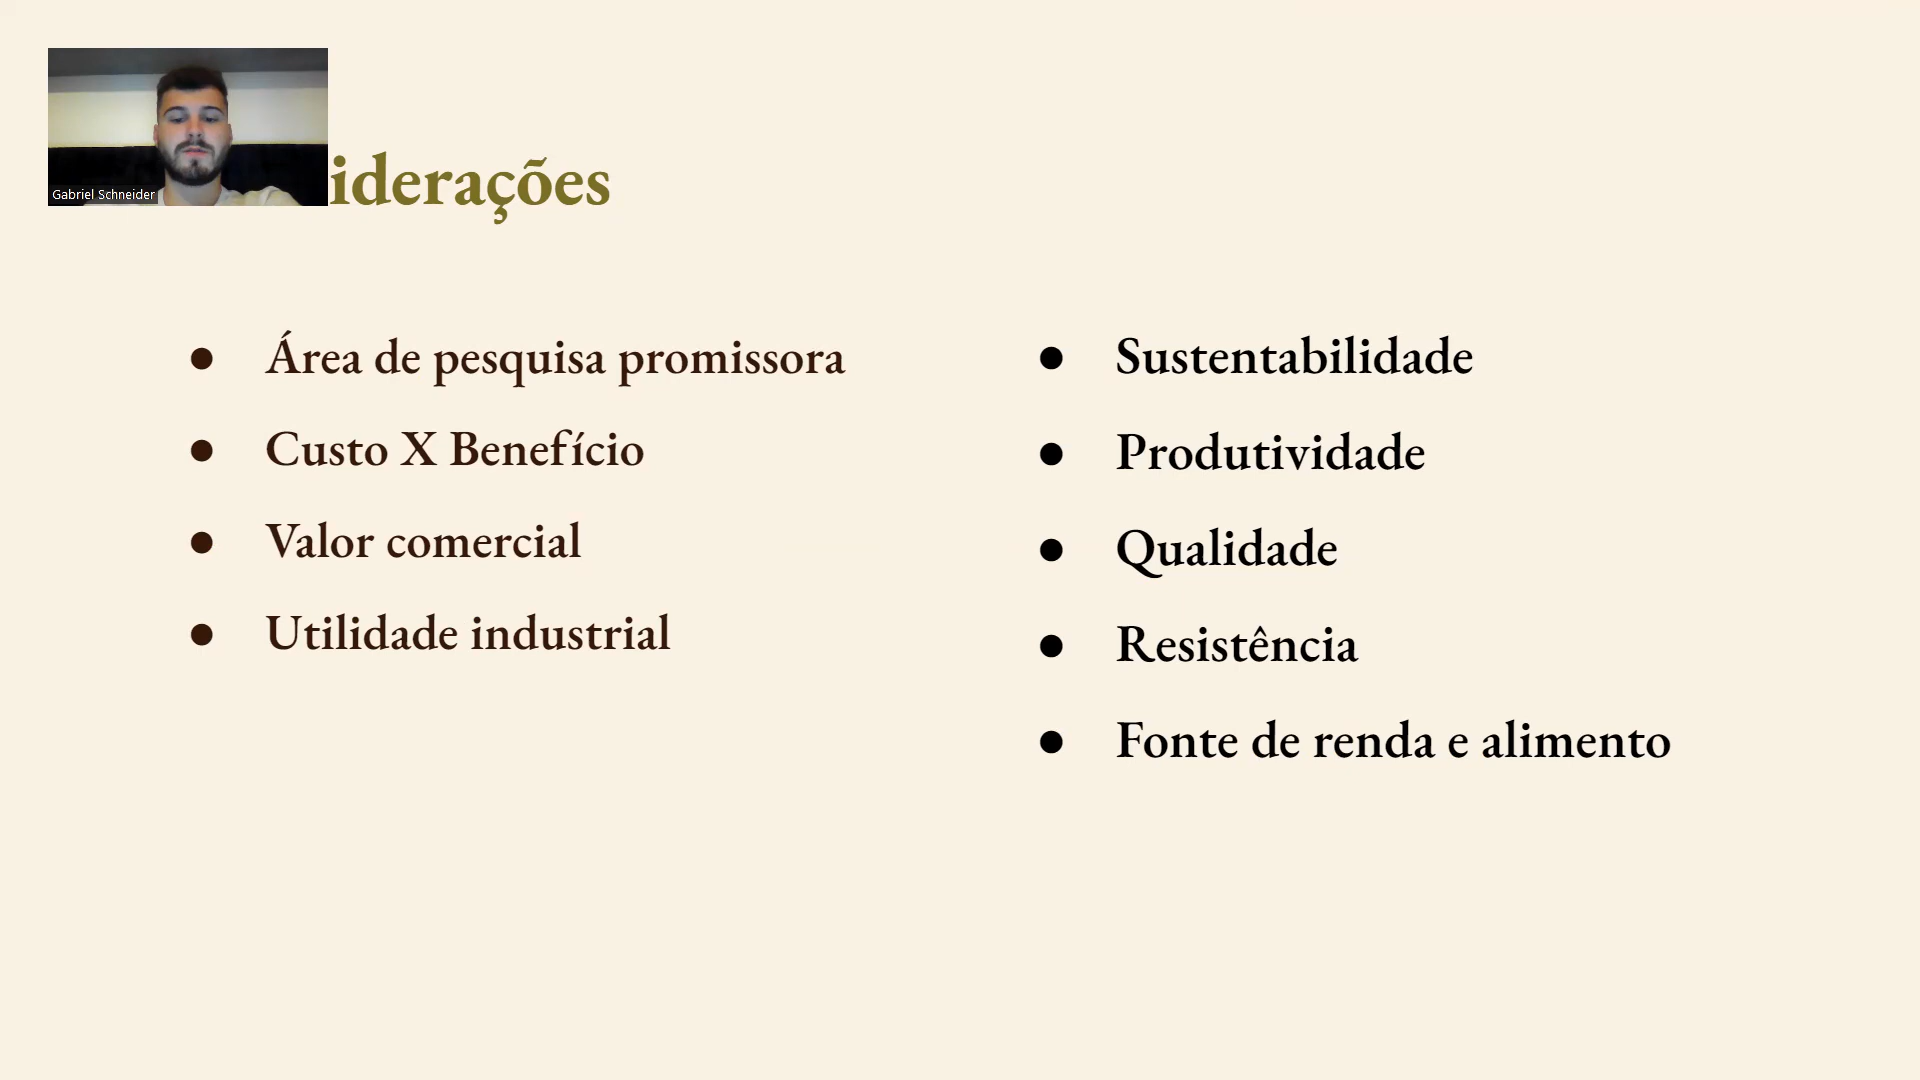 Gabriel Schneider
iderações
● Área de pesquisa promissora
● Custo X Benefício
● Valor comercial
● Utilidade industrial
● Sustentabilidade
● Produtividade
● Qualidade
● Resistência
● Fonte de renda e alimento